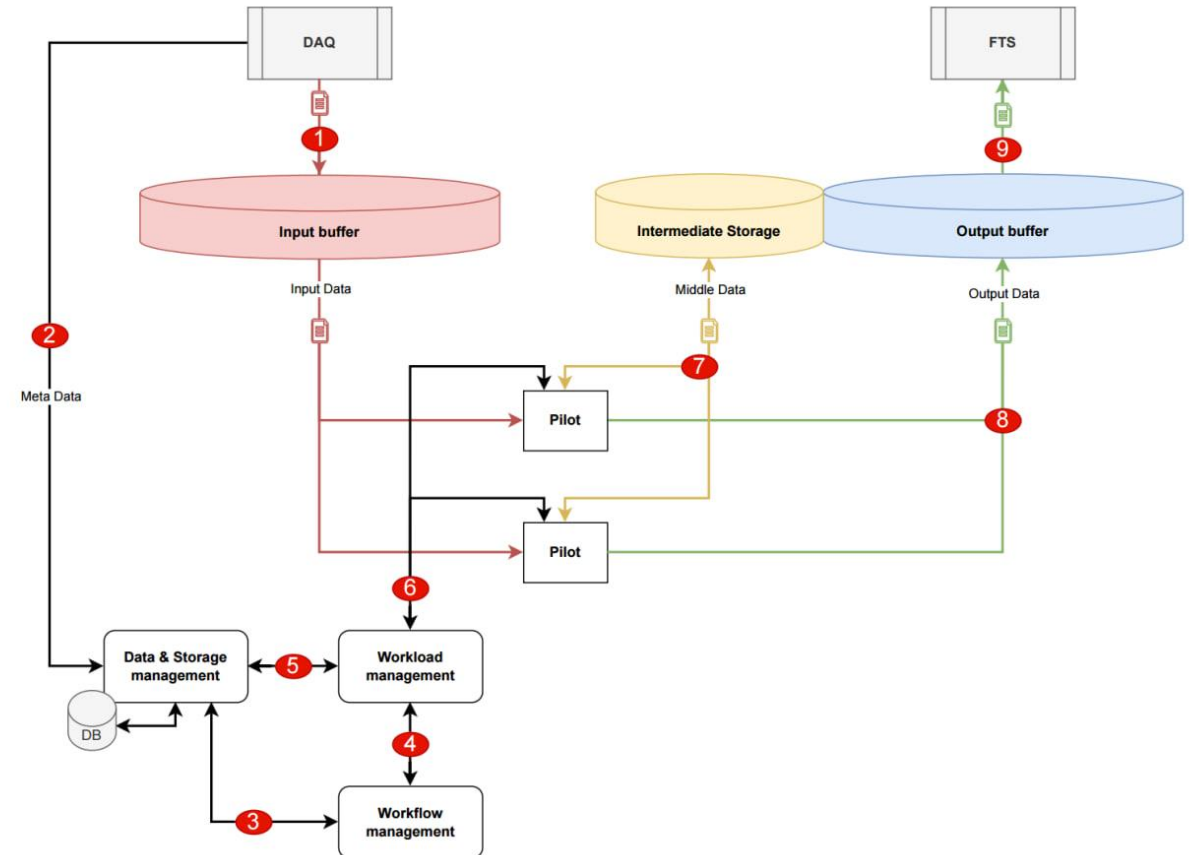 DAQ
FTS
1
9
Input buffer
Intermediate Storage
Output buffer
Input Data
Middle Data
Output Data
2
7
Meta Data
Pilot
8
Pilot
6
Data & Storage
management
5
Workload
management
DB
4
3
Workflow
management